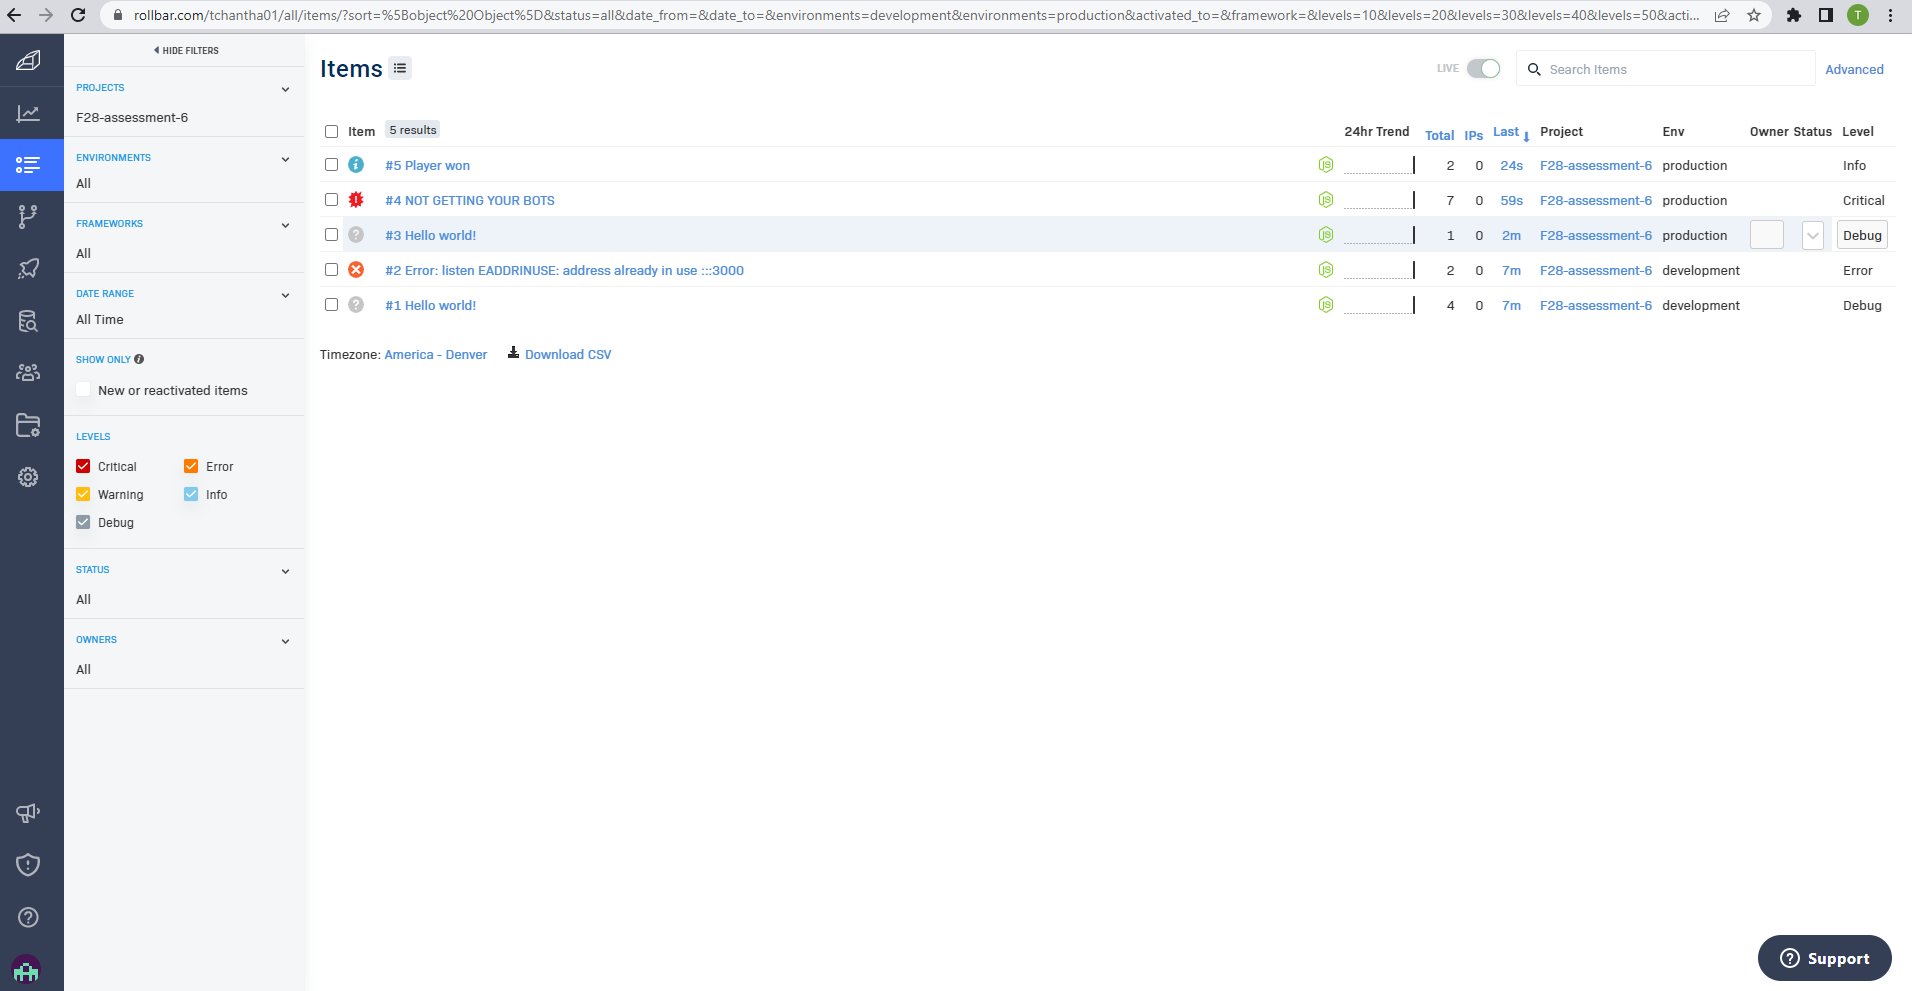 rollbar.com/tchantha01/all/items/?sort=%5Bobject%20Object%5D&status=all&date_from=&date_to=&environments=development&environments=production&activated_to=&framework=&levels=10&levels=20&levels=30&levels=40&levels=50&acti...
T
HIDE FILTERS
PROJECTS
F28-assessment-6
ENVIRONMENTS
All
FRAMEWORKS
All
DATE RANGE
All Time
SHOW ONLY
New or reactivated items
LEVELS
Critical Error
Warning Info
Debug
STATUS
All
OWNERS
All
Items
LIVE
Search Items
Advanced
Item 5 results 24hr Trend Total IPs Last Project Env Owner Status Level
#5 Player won 2 0 24s F28-assessment-6 production Info
#4 NOT GETTING YOUR BOTS 7 0 59s F28-assessment-6 production Critical
#3 Hello world! 1 0 2m F28-assessment-6 production Debug
#2 Error: listen EADDRINUSE: address already in use :::3000 2 0 7m F28-assessment-6 development Error
#1 Hello world! 4 0 7m F28-assessment-6 development Debug
Timezone: America - Denver Download CSV
Support